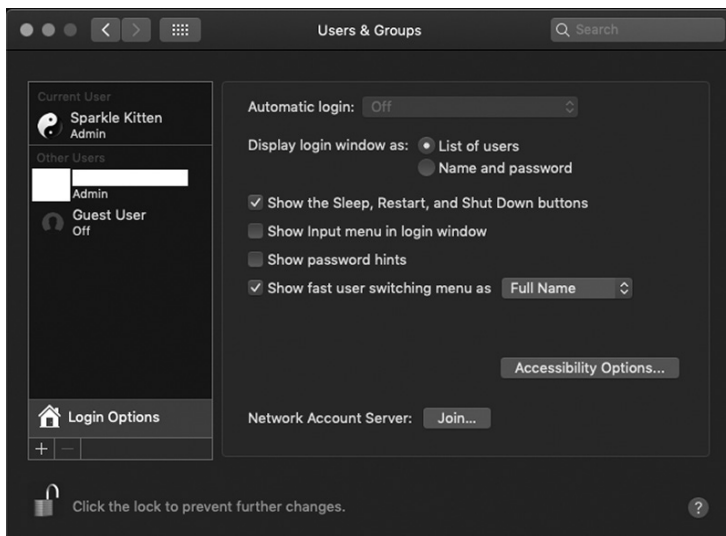 Users & Groups
Search
Current User
Sparkle Kitten
Admin
Other Users
Admin
Guest User
Off
Login Options
+ −
Automatic login: Off
Display login window as: List of users
Name and password
Show the Sleep, Restart, and Shut Down buttons
Show Input menu in login window
Show password hints
Show fast user switching menu as Full Name
Accessibility Options...
Network Account Server: Join...
Click the lock to prevent further changes.
?